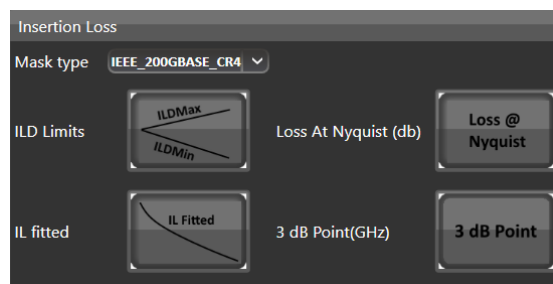 Insertion Loss
Mask type IEEE_200GBASE_CR4
ILD Limits ILDMax ILDMin Loss At Nyquist (db) Loss @ Nyquist
IL fitted IL Fitted 3 dB Point(GHz) 3 dB Point